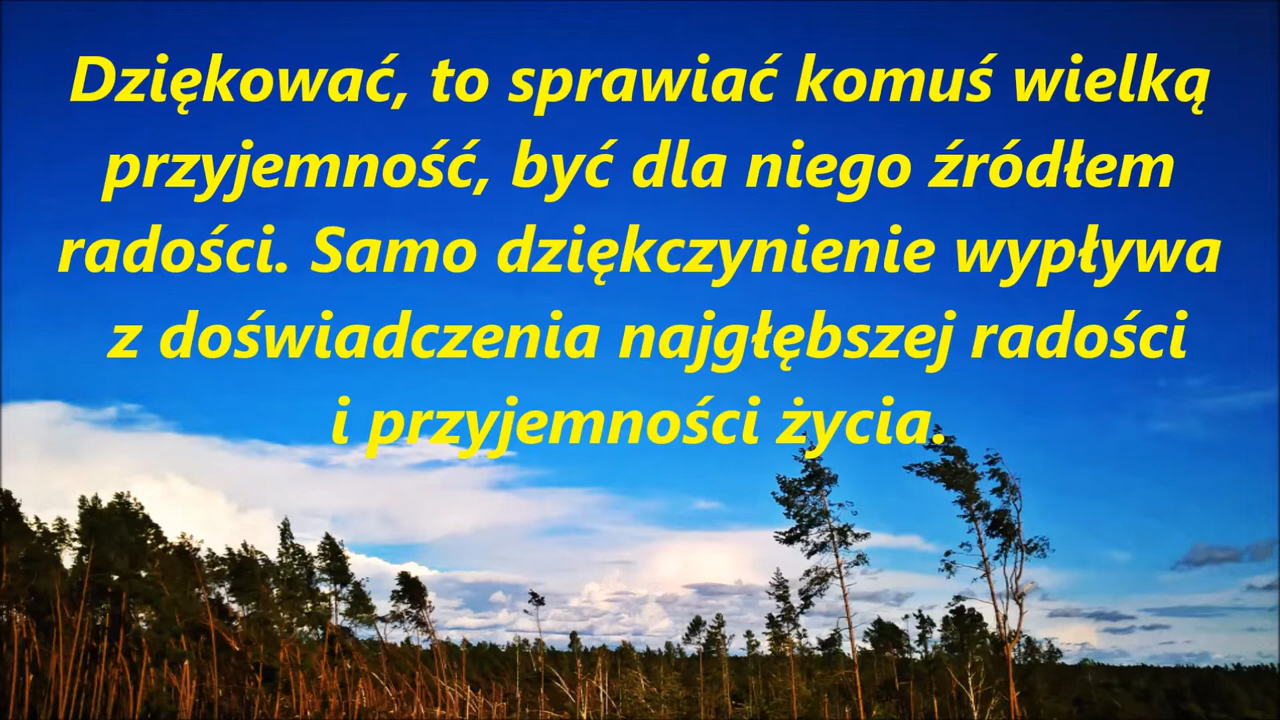 Dziękować, to sprawiać komuś wielką
przyjemność, być dla niego źródłem
radości. Samo dziękczynienie wypływa
z doświadczenia najgłębszej radości
i przyjemności życia.